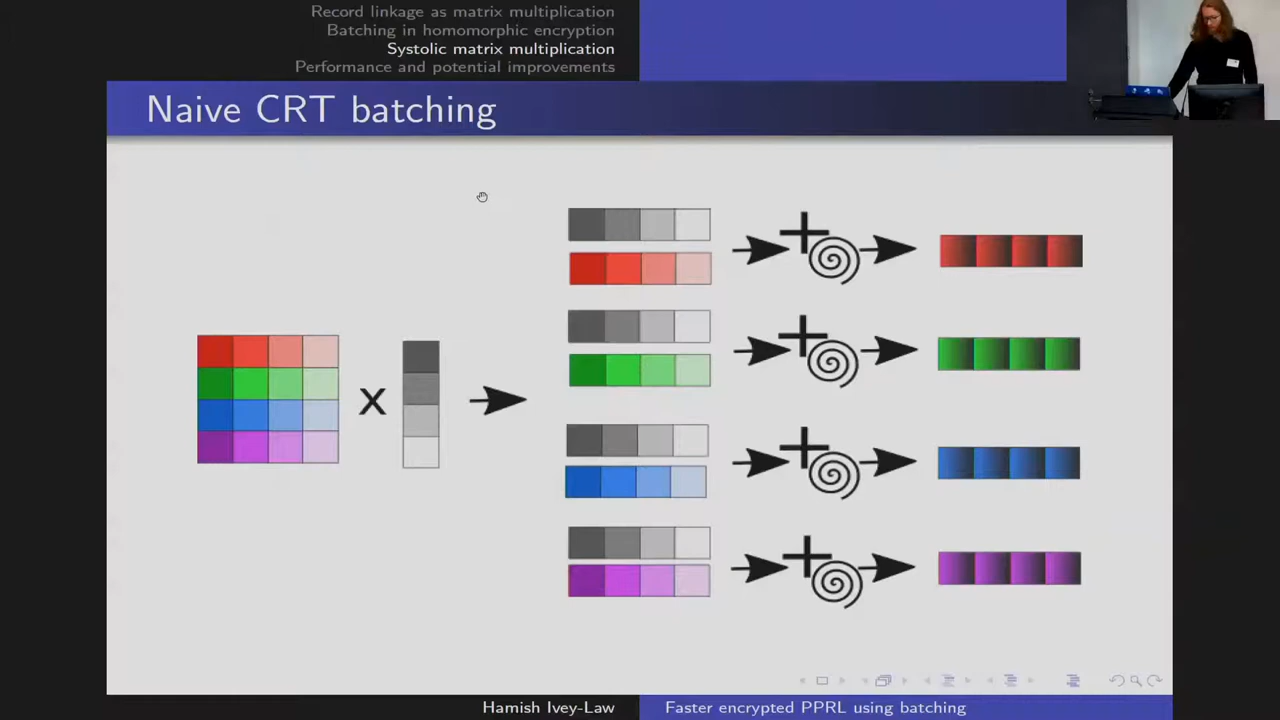 Record linkage as matrix multiplication
Batching in homomorphic encryption
Systolic matrix multiplication
Performance and potential improvements
Naive CRT batching
x
Hamish Ivey-Law
Faster encrypted PPRL using batching